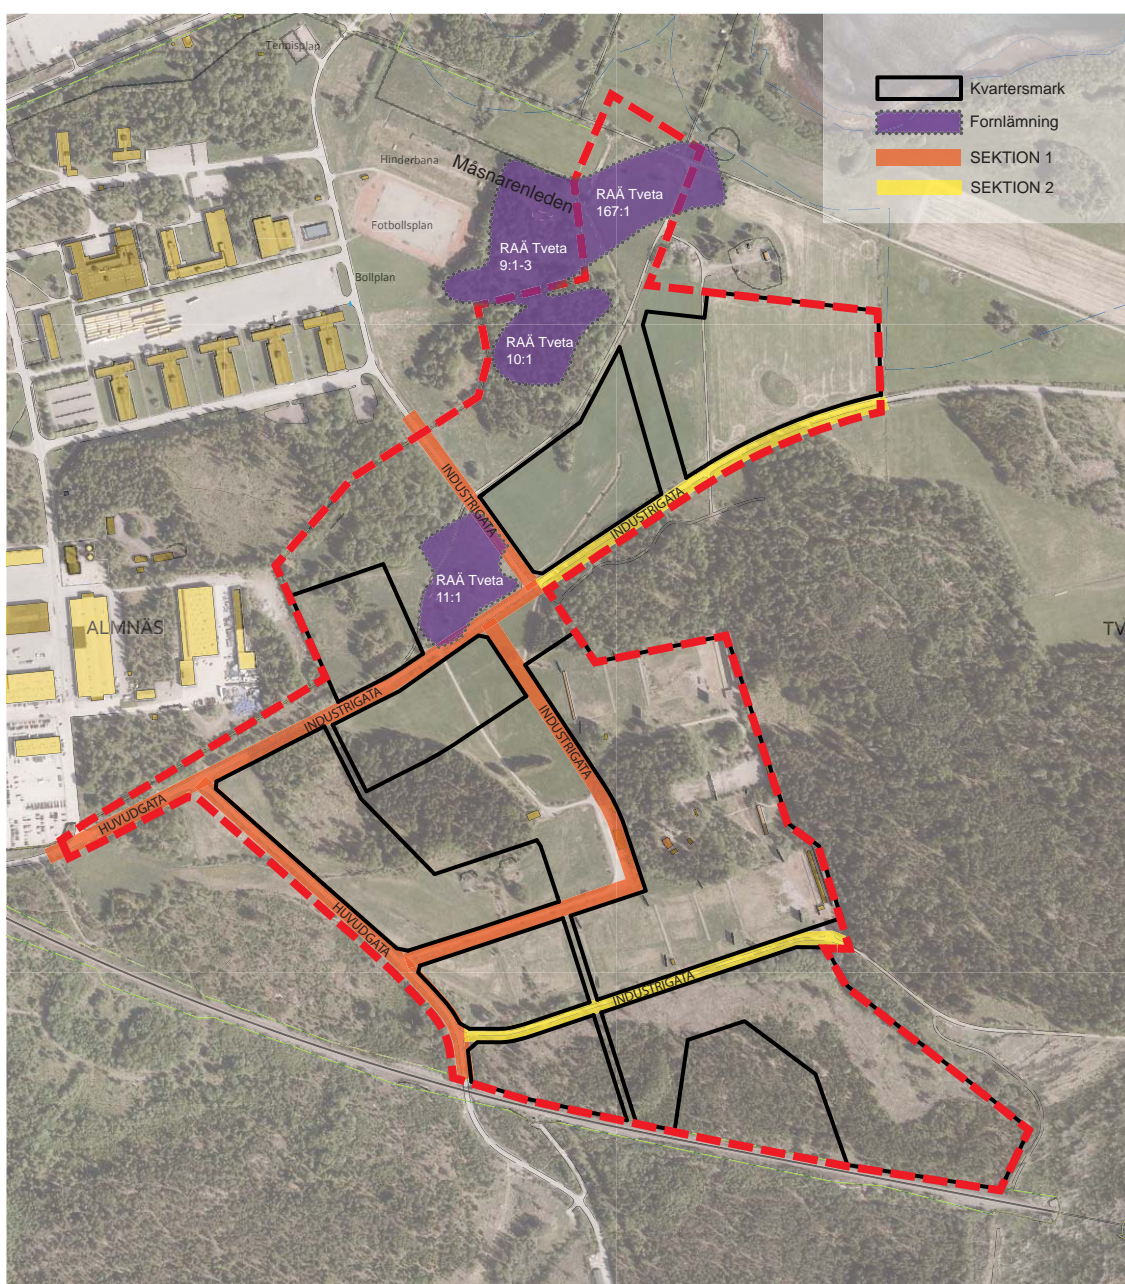 Tennisplan
Kvartersmark
Fornlämning
SEKTION 1
SEKTION 2
Hinderbana
Måsnarenleden
Fotbollsplan
RAÄ Tveta
167:1
RAÄ Tveta
9:1-3
Bollplan
RAÄ Tveta
10:1
INDUSTRIGATA
INDUSTRIGATA
RAÄ Tveta
11:1
ALMNÄS
TV
INDUSTRIGATA
INDUSTRIGATA
HUVUDGATA
HUVUDGATA
INDUSTRIGATA